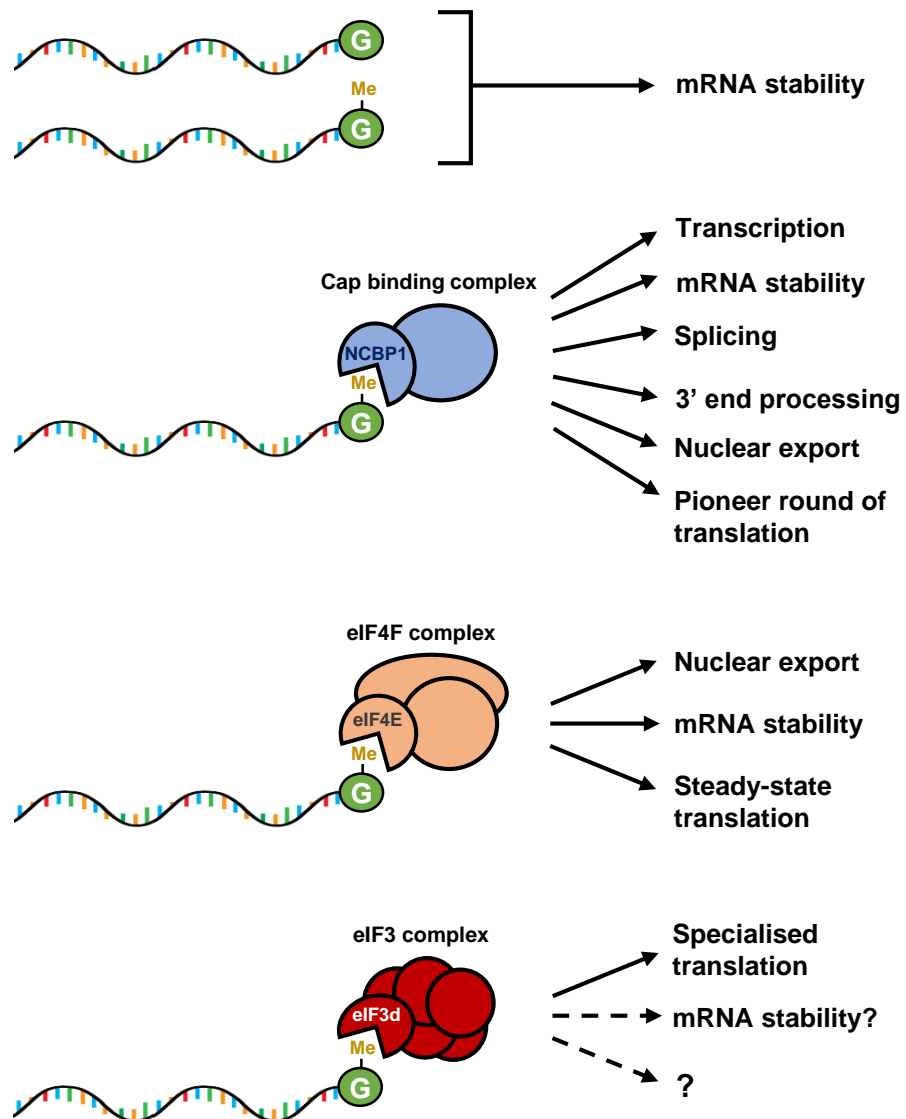 G
Me
G
mRNA stability
Cap binding complex
NCBP1
Me
G
Transcription
mRNA stability
Splicing
3’ end processing
Nuclear export
Pioneer round of
translation
eIF4F complex
eIF4E
Me
G
Nuclear export
mRNA stability
Steady-state
translation
eIF3 complex
eIF3d
Me
G
Specialised
translation
mRNA stability?
?